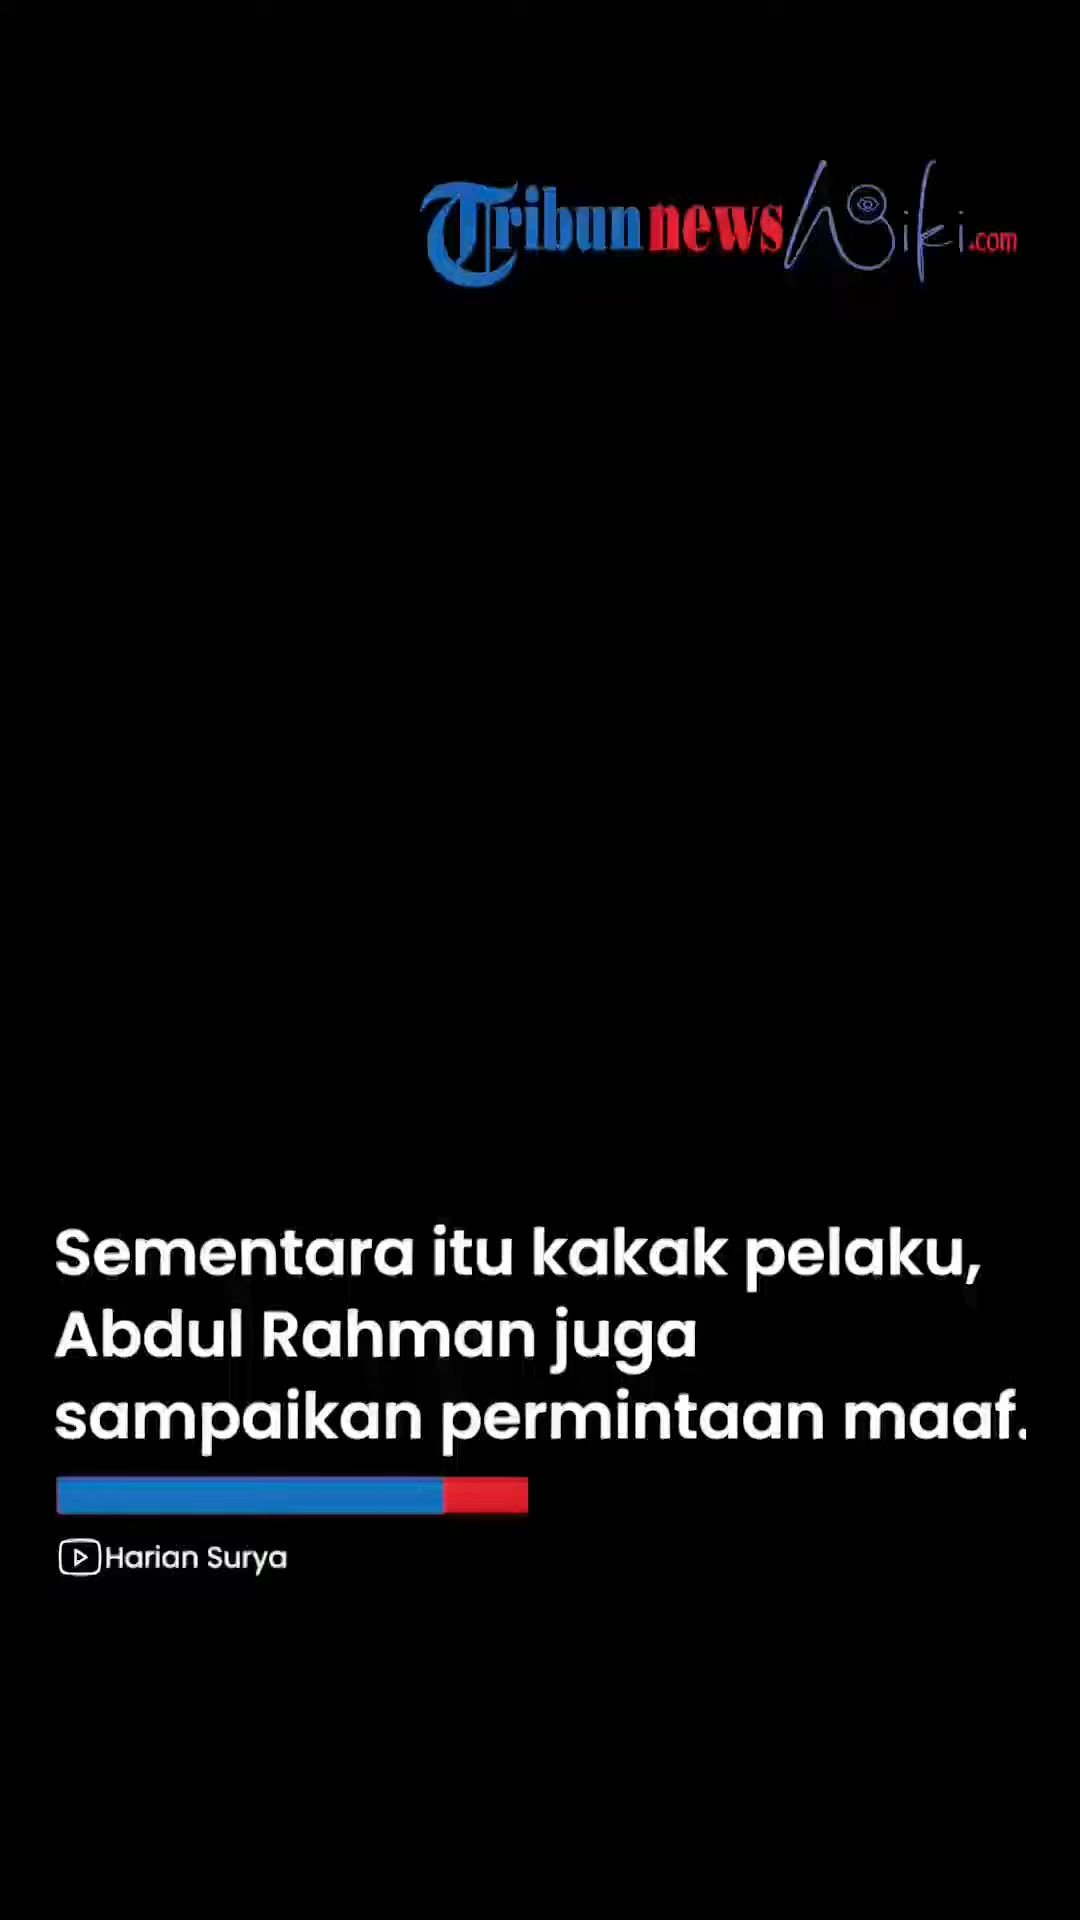 TribunnewsWiki.com
Sementara itu kakak pelaku,
Abdul Rahman juga
sampaikan permintaan maaf.
Harian Surya